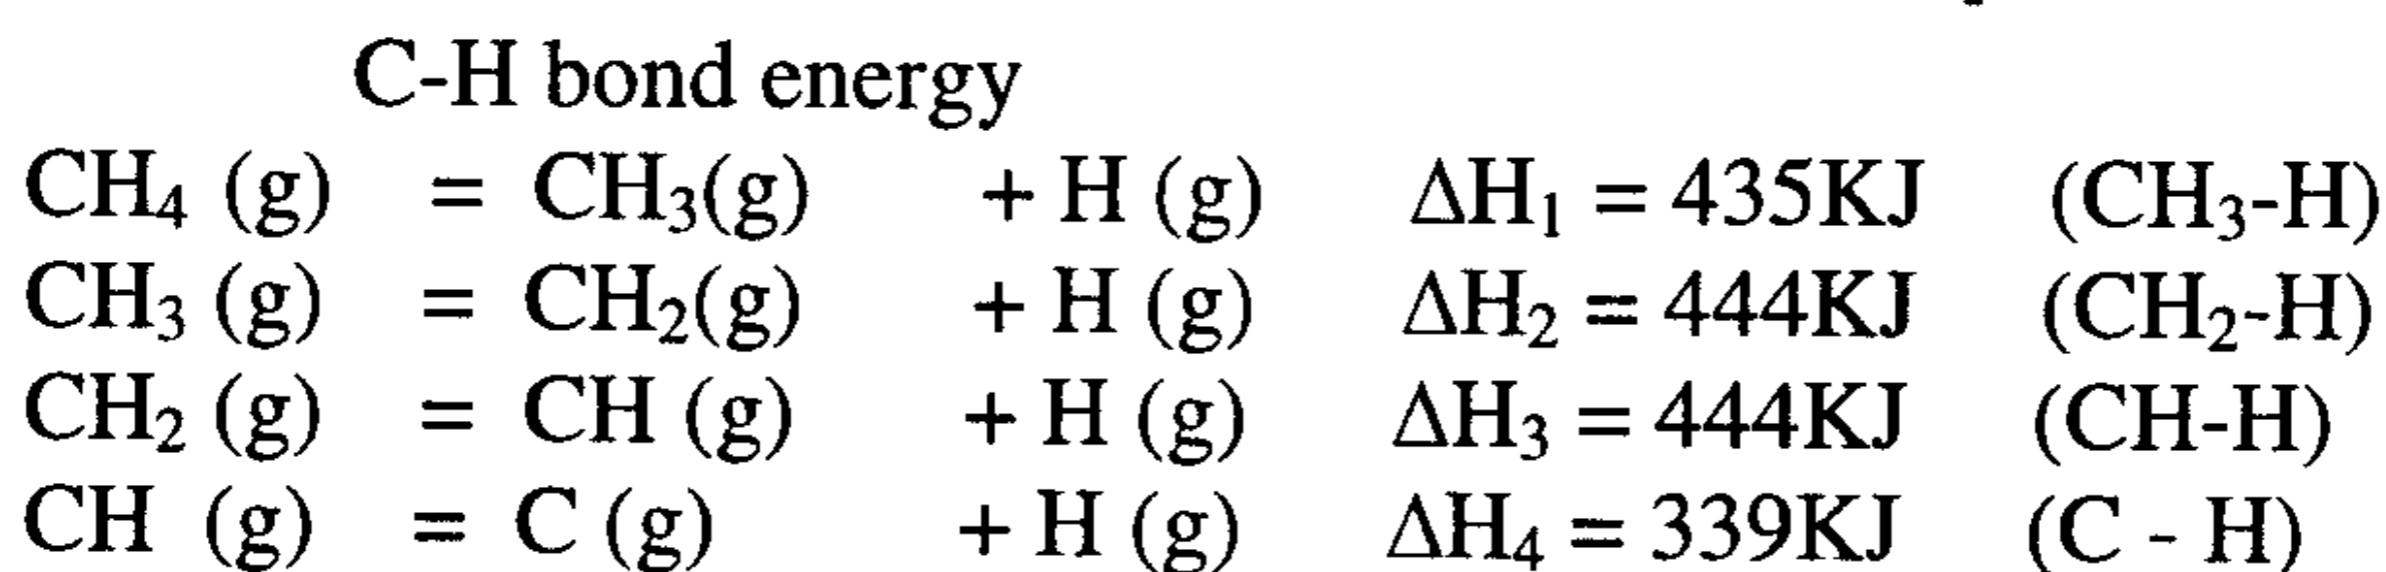 C-H bond energy
CH₄ (g) = CH₃(g) + H (g) ΔH₁ = 435KJ (CH₃-H)
CH₃ (g) = CH₂(g) + H (g) ΔH₂ = 444KJ (CH₂-H)
CH₂ (g) = CH (g) + H (g) ΔH₃ = 444KJ (CH-H)
CH (g) = C (g) + H (g) ΔH₄ = 339KJ (C - H)